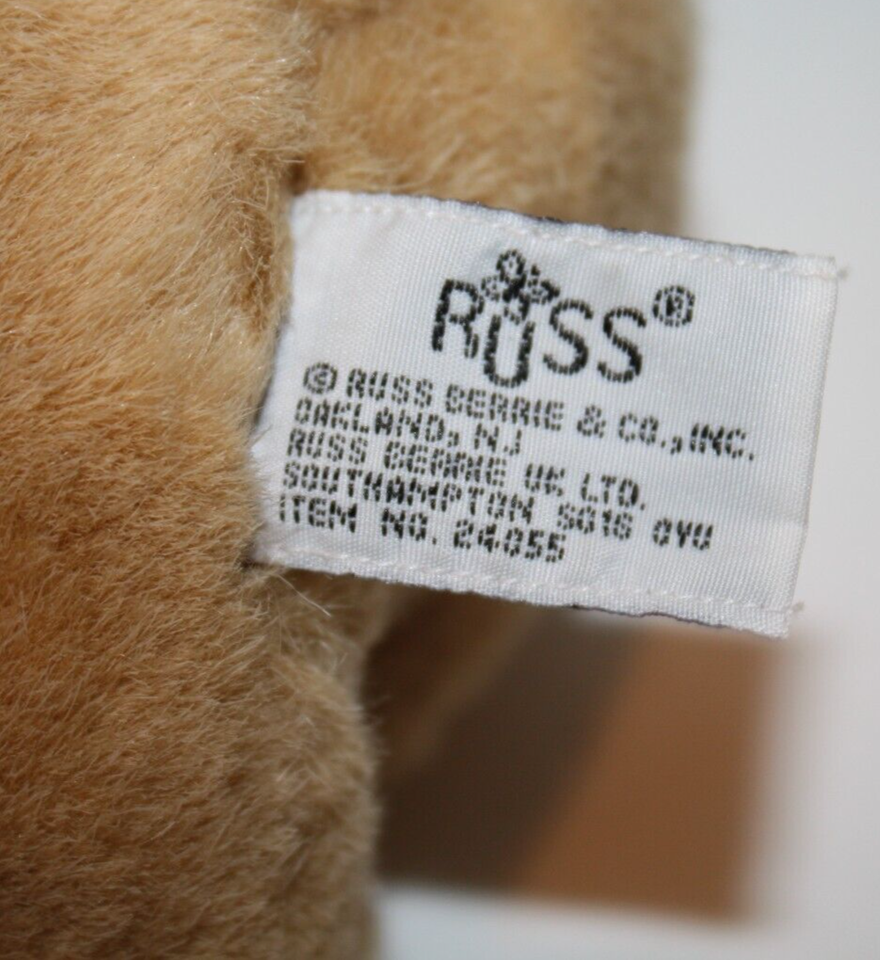 RUSS®
© RUSS BERRIE & CO., INC.
OAKLAND, NJ
RUSS BERRIE UK LTD.
SOUTHAMPTON SO16 0YU
ITEM NO. 24055